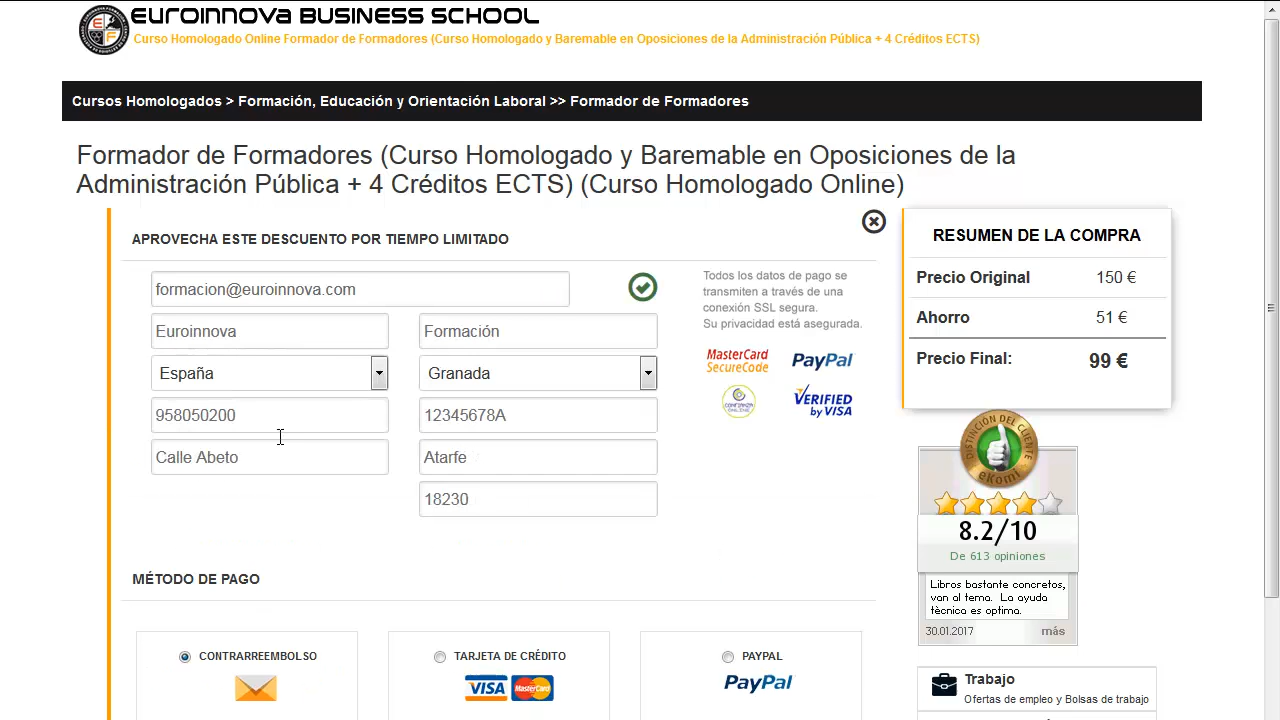 EUROINNOVA BUSINESS SCHOOL
Curso Homologado Online Formador de Formadores (Curso Homologado y Baremable en Oposiciones de la Administración Pública + 4 Créditos ECTS)
Cursos Homologados > Formación, Educación y Orientación Laboral >> Formador de Formadores
Formador de Formadores (Curso Homologado y Baremable en Oposiciones de la
Administración Pública + 4 Créditos ECTS) (Curso Homologado Online)
APROVECHA ESTE DESCUENTO POR TIEMPO LIMITADO
formacion@euroinnova.com
Euroinnova
Formación
España
Granada
958050200
12345678A
Calle Abeto
Atarfe
18230
Todos los datos de pago se
transmiten a través de una
conexión SSL segura.
Su privacidad está asegurada.
MasterCard
SecureCode
PayPal
CONFIANZA
ONLINE
VERIFIED
by VISA
MÉTODO DE PAGO
CONTRARREEMBOLSO
TARJETA DE CRÉDITO
VISA
MasterCard
PAYPAL
PayPal
RESUMEN DE LA COMPRA
Precio Original 150 €
Ahorro 51 €
Precio Final: 99 €
DISTINCIÓN DEL CLIENTE
eKomi
8.2/10
De 613 opiniones
Libros bastante concretos,
van al tema. La ayuda
tècnica es optima.
30.01.2017 más
Trabajo
Ofertas de empleo y Bolsas de trabajo